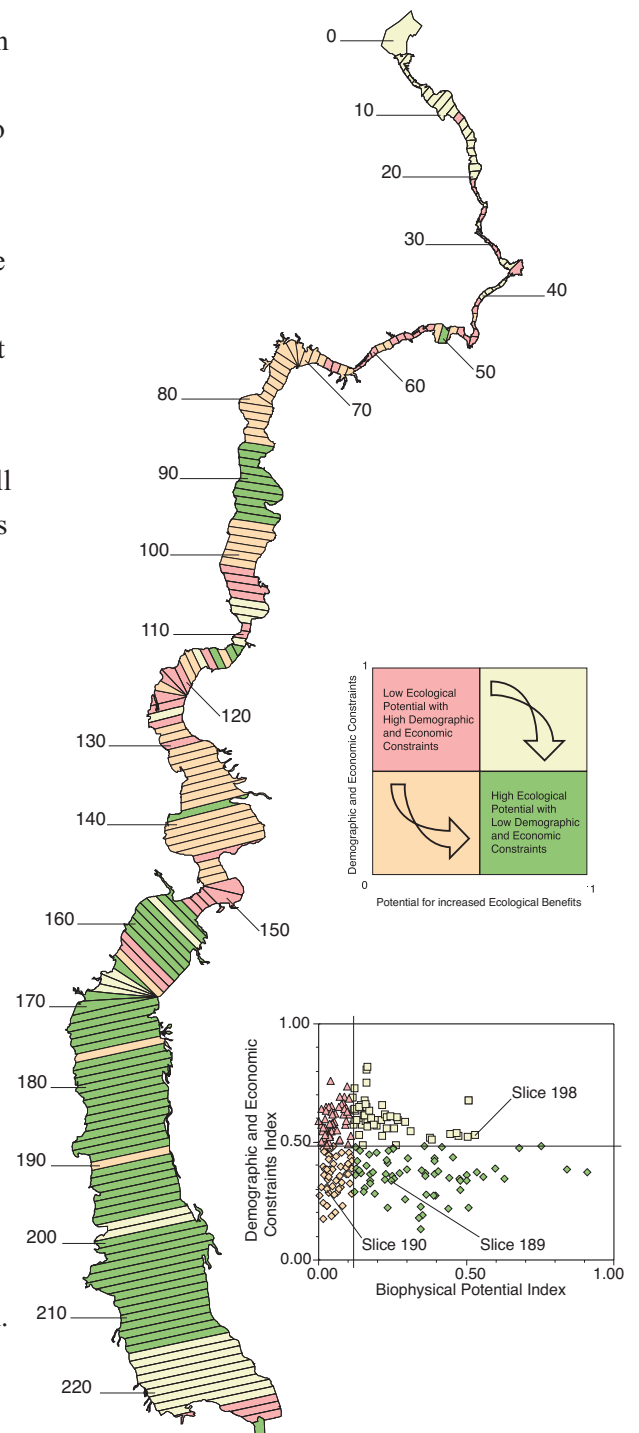 n
0
10
o
20
30
e
40
t
50
60
70
80
ll
90
s
100
110
120
130
140
150
160
170
180
190
200
210
220
.
1
Demographic and Economic Constraints
Low Ecological
Potential with
High Demographic
and Economic
Constraints
High Ecological
Potential with
Low Demographic
and Economic
Constraints
0
1
Potential for increased Ecological Benefits
Demographic and Economic
Constraints Index
1.00
0.50
0.00
Slice 198
Slice 190
Slice 189
0.00
0.50
1.00
Biophysical Potential Index